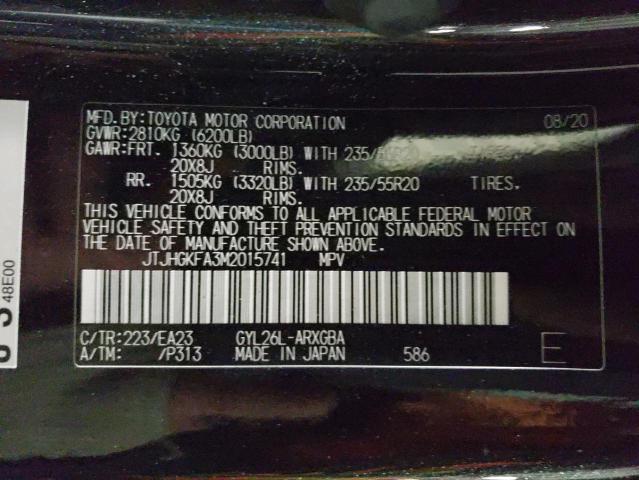 MFD.BY:TOYOTA MOTOR CORPORATION 08/20
GVWR:2810KG (6200LB)
GAWR:FRT. 1360KG (3000LB) WITH
20X8J RIMS.
RR. 1505KG (3320LB) WITH 235/55R20 TIRES.
20X8J RIMS.
THIS VEHICLE CONFORMS TO ALL APPLICABLE FEDERAL MOTOR
VEHICLE SAFETY AND THEFT PREVENTION STANDARDS IN EFFECT ON
THE DATE OF MANUFACTURE SHOWN ABOVE.
JTJHGKFA3M2015741 MPV
C/TR:223/EA23 GYL26L-ARXGBA
A/TM: /P313 MADE IN JAPAN 586
E
48E00